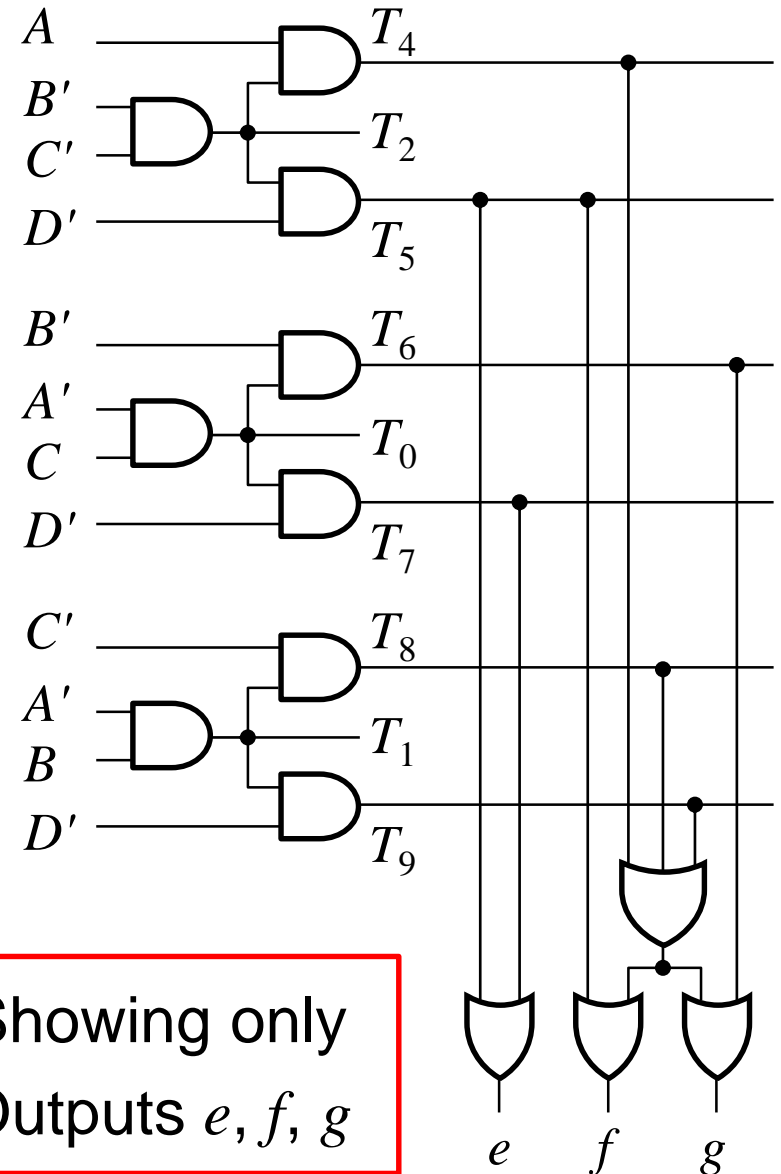 A
T4
B′
T2
C′
D′
T5
B′
T6
A′
T0
C
D′
T7
C′
T8
A′
T1
B
D′
T9
Showing only
Outputs e, f, g
e f g